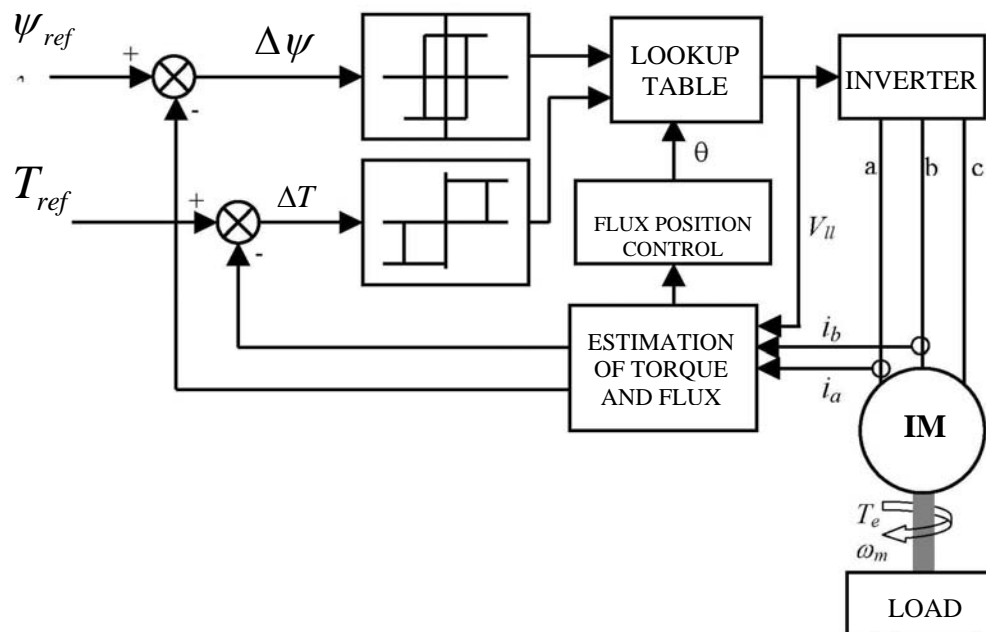 ψref
+
Δψ
-
LOOKUP
TABLE
INVERTER
a
b
c
Tref
+
ΔT
-
θ
FLUX POSITION
CONTROL
Vll
ESTIMATION
OF TORQUE
AND FLUX
ib
ia
IM
Te
ωm
LOAD